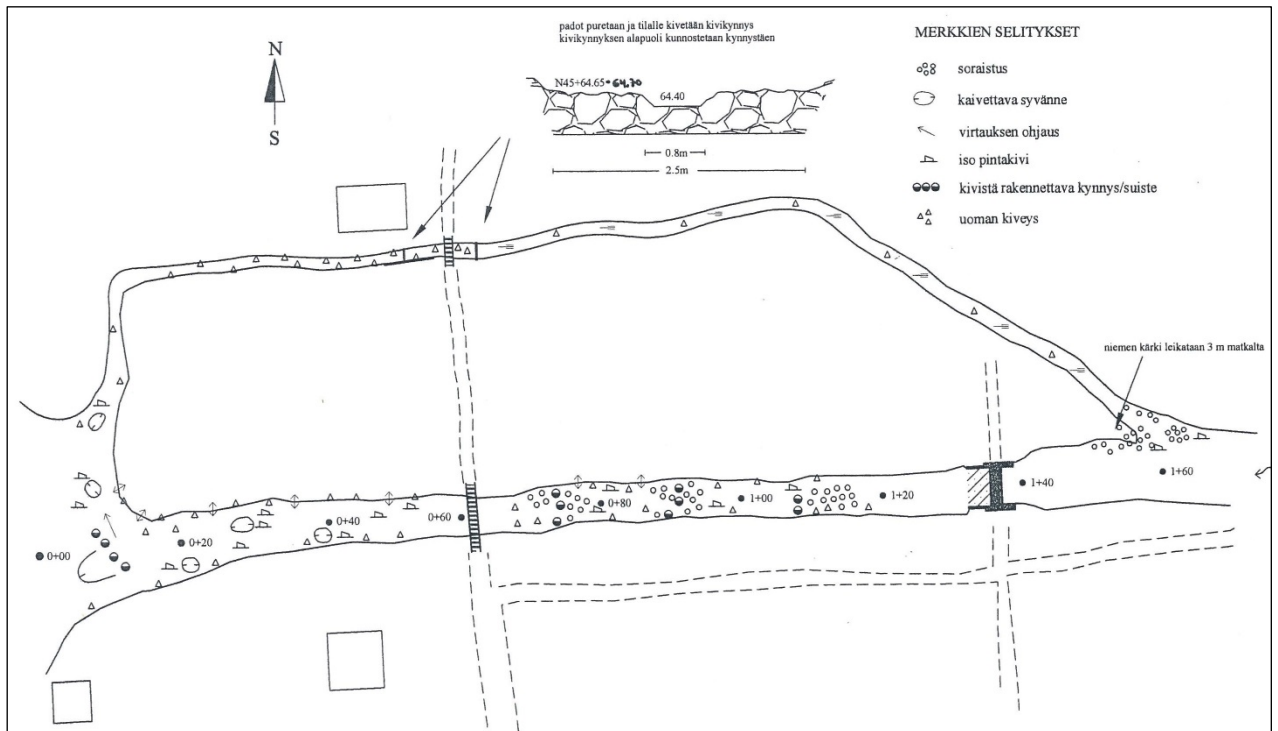 padot puretaan ja tilalle kivetään kivikynnys
kivikynnyksen alapuoli kunnostetaan kynnystäen
N45+64.65 • 64.70
64.40
0.8m
2.5m
N
S
MERKKIEN SELITYKSET
soraistus
kaivettava syvänne
virtauksen ohjaus
iso pintakivi
kivistä rakennettava kynnys/suiste
uoman kiveys
niemen kärki leikataan 3 m matkalta
0+00
0+20
0+40
0+60
0+80
1+00
1+20
1+40
1+60